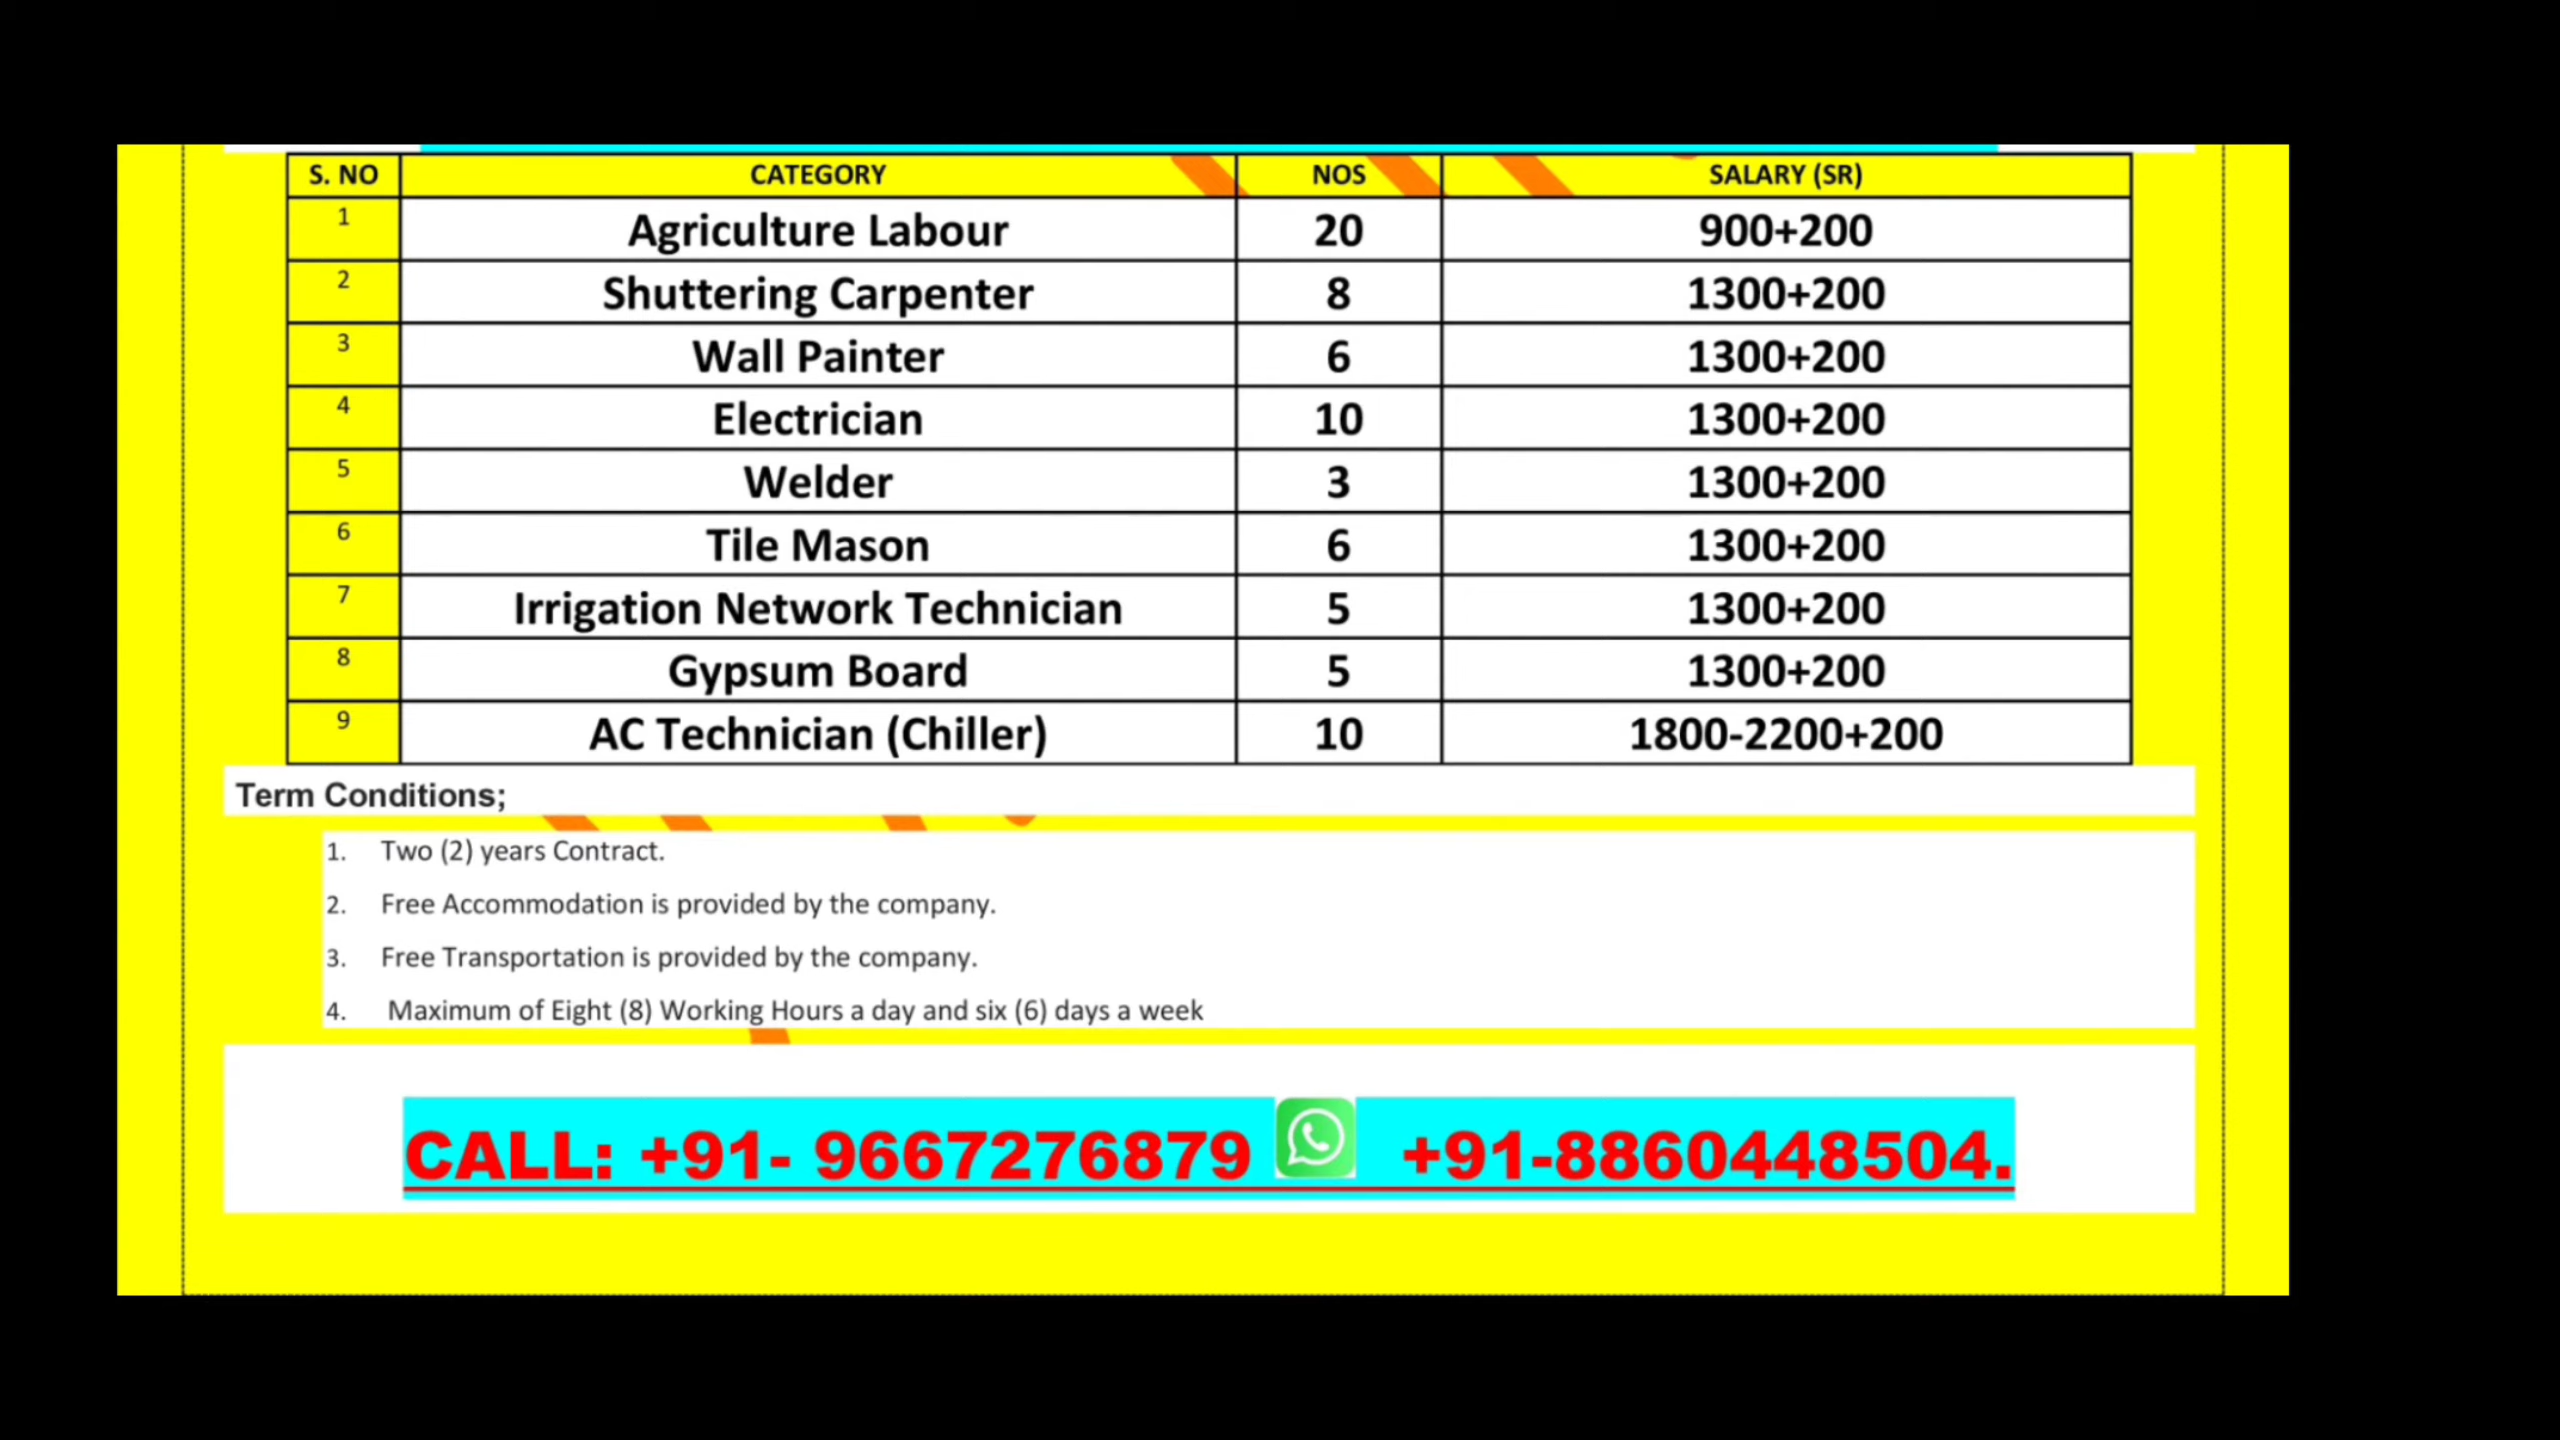 S. NO CATEGORY NOS SALARY (SR)
1 Agriculture Labour 20 900+200
2 Shuttering Carpenter 8 1300+200
3 Wall Painter 6 1300+200
4 Electrician 10 1300+200
5 Welder 3 1300+200
6 Tile Mason 6 1300+200
7 Irrigation Network Technician 5 1300+200
8 Gypsum Board 5 1300+200
9 AC Technician (Chiller) 10 1800-2200+200
Term Conditions;
1. Two (2) years Contract.
2. Free Accommodation is provided by the company.
3. Free Transportation is provided by the company.
4. Maximum of Eight (8) Working Hours a day and six (6) days a week
CALL: +91- 9667276879 +91-8860448504.